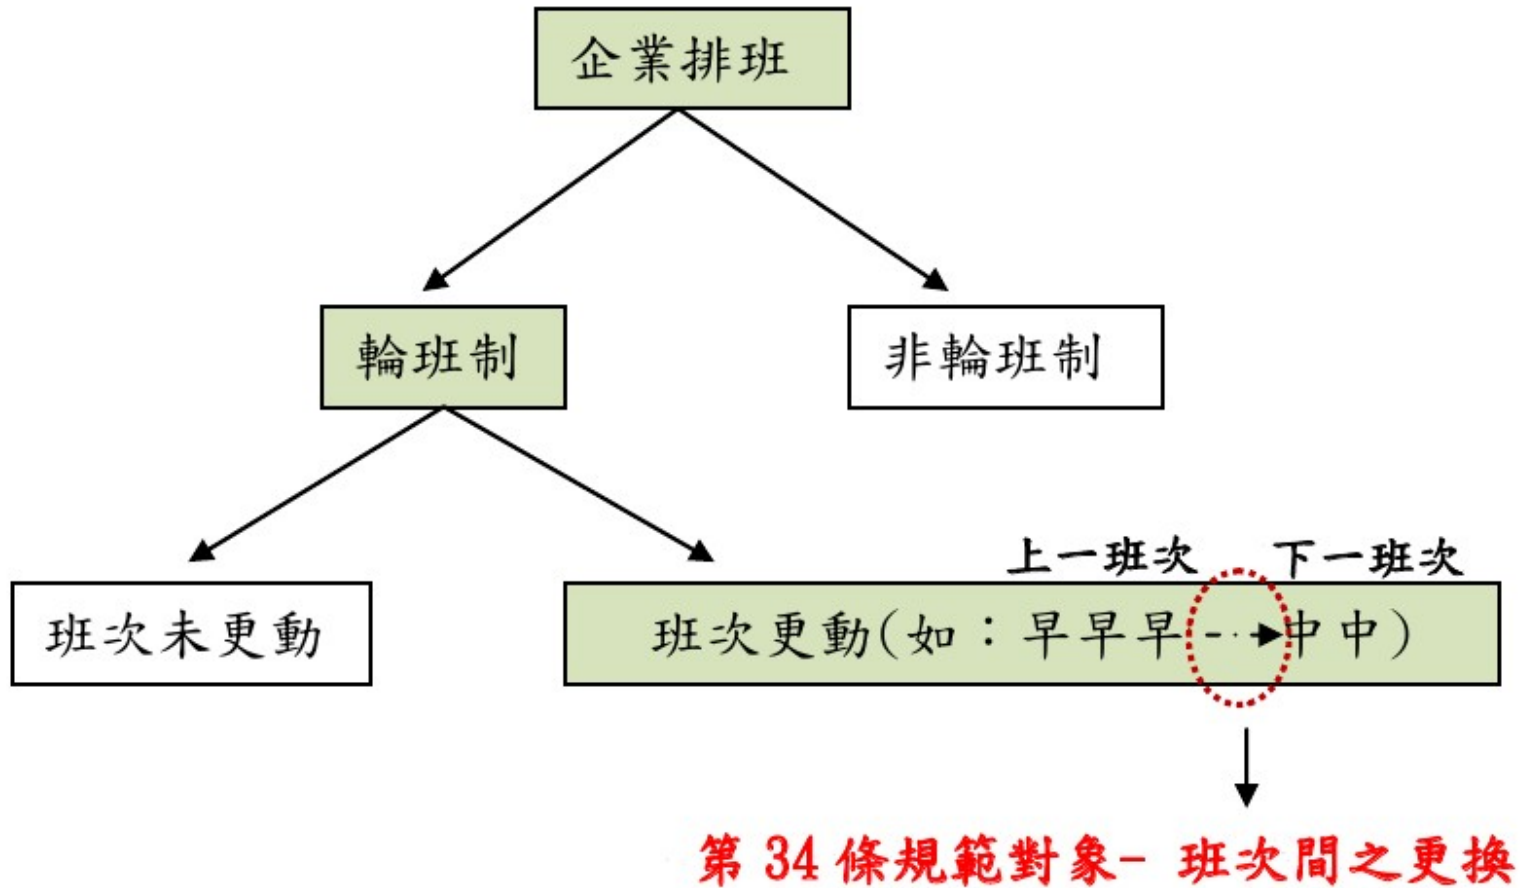 企業排班
輪班制
非輪班制
上一班次
下一班次
班次未更動
班次更動(如：早早早 中中)
第 34 條規範對象- 班次間之更換